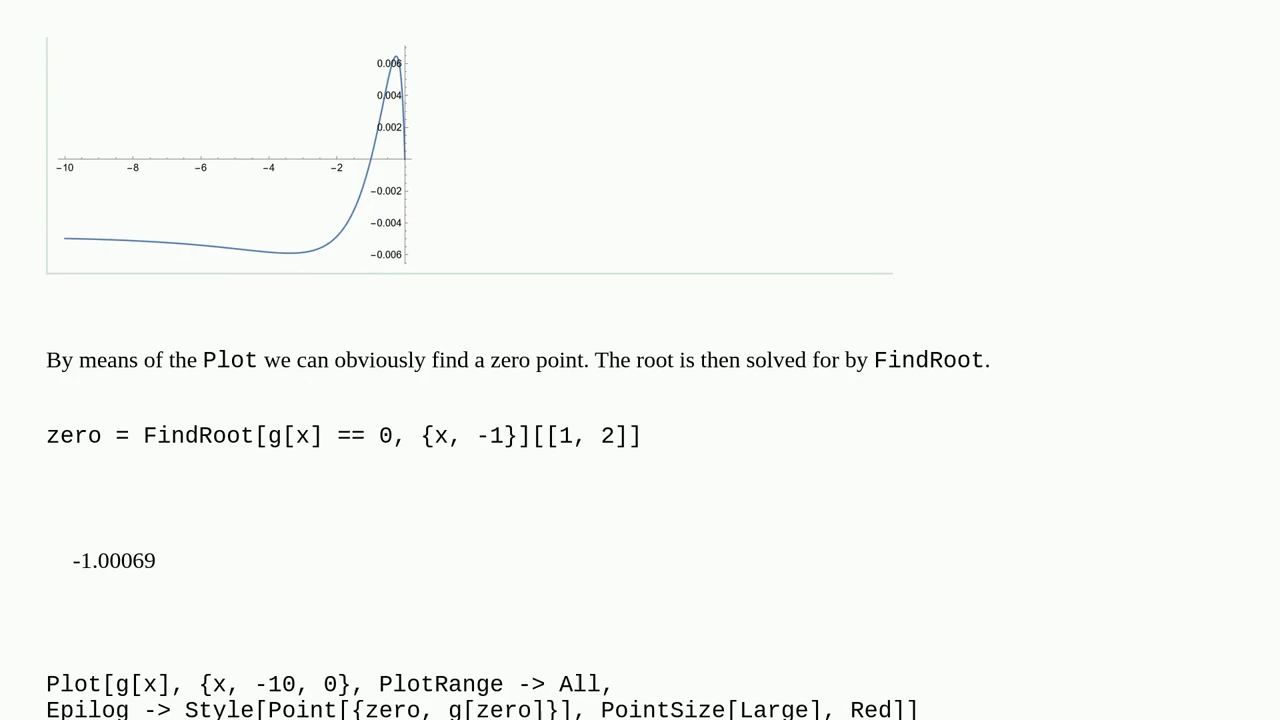 0.006
0.004
0.002
−10 −8 −6 −4 −2
−0.002
−0.004
−0.006
By means of the Plot we can obviously find a zero point. The root is then solved for by FindRoot.
zero = FindRoot[g[x] == 0, {x, -1}][[1, 2]]
-1.00069
Plot[g[x], {x, -10, 0}, PlotRange -> All,
Epilog -> Style[Point[{zero, g[zero]}], PointSize[Large], Red]]